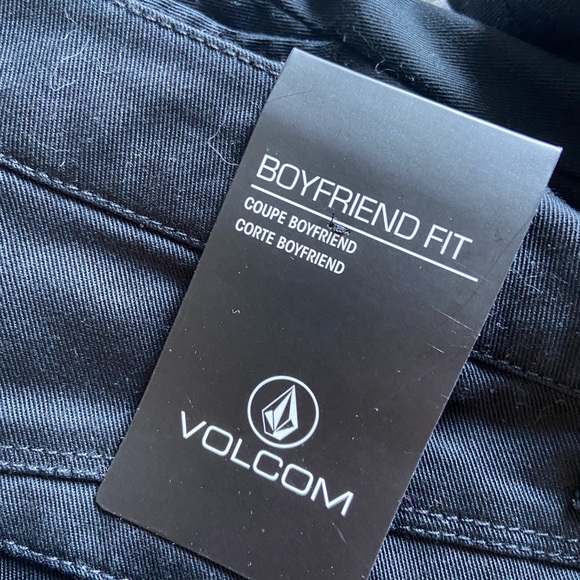 BOYFRIEND FIT
COUPE BOYFRIEND
CORTE BOYFRIEND
VOLCOM